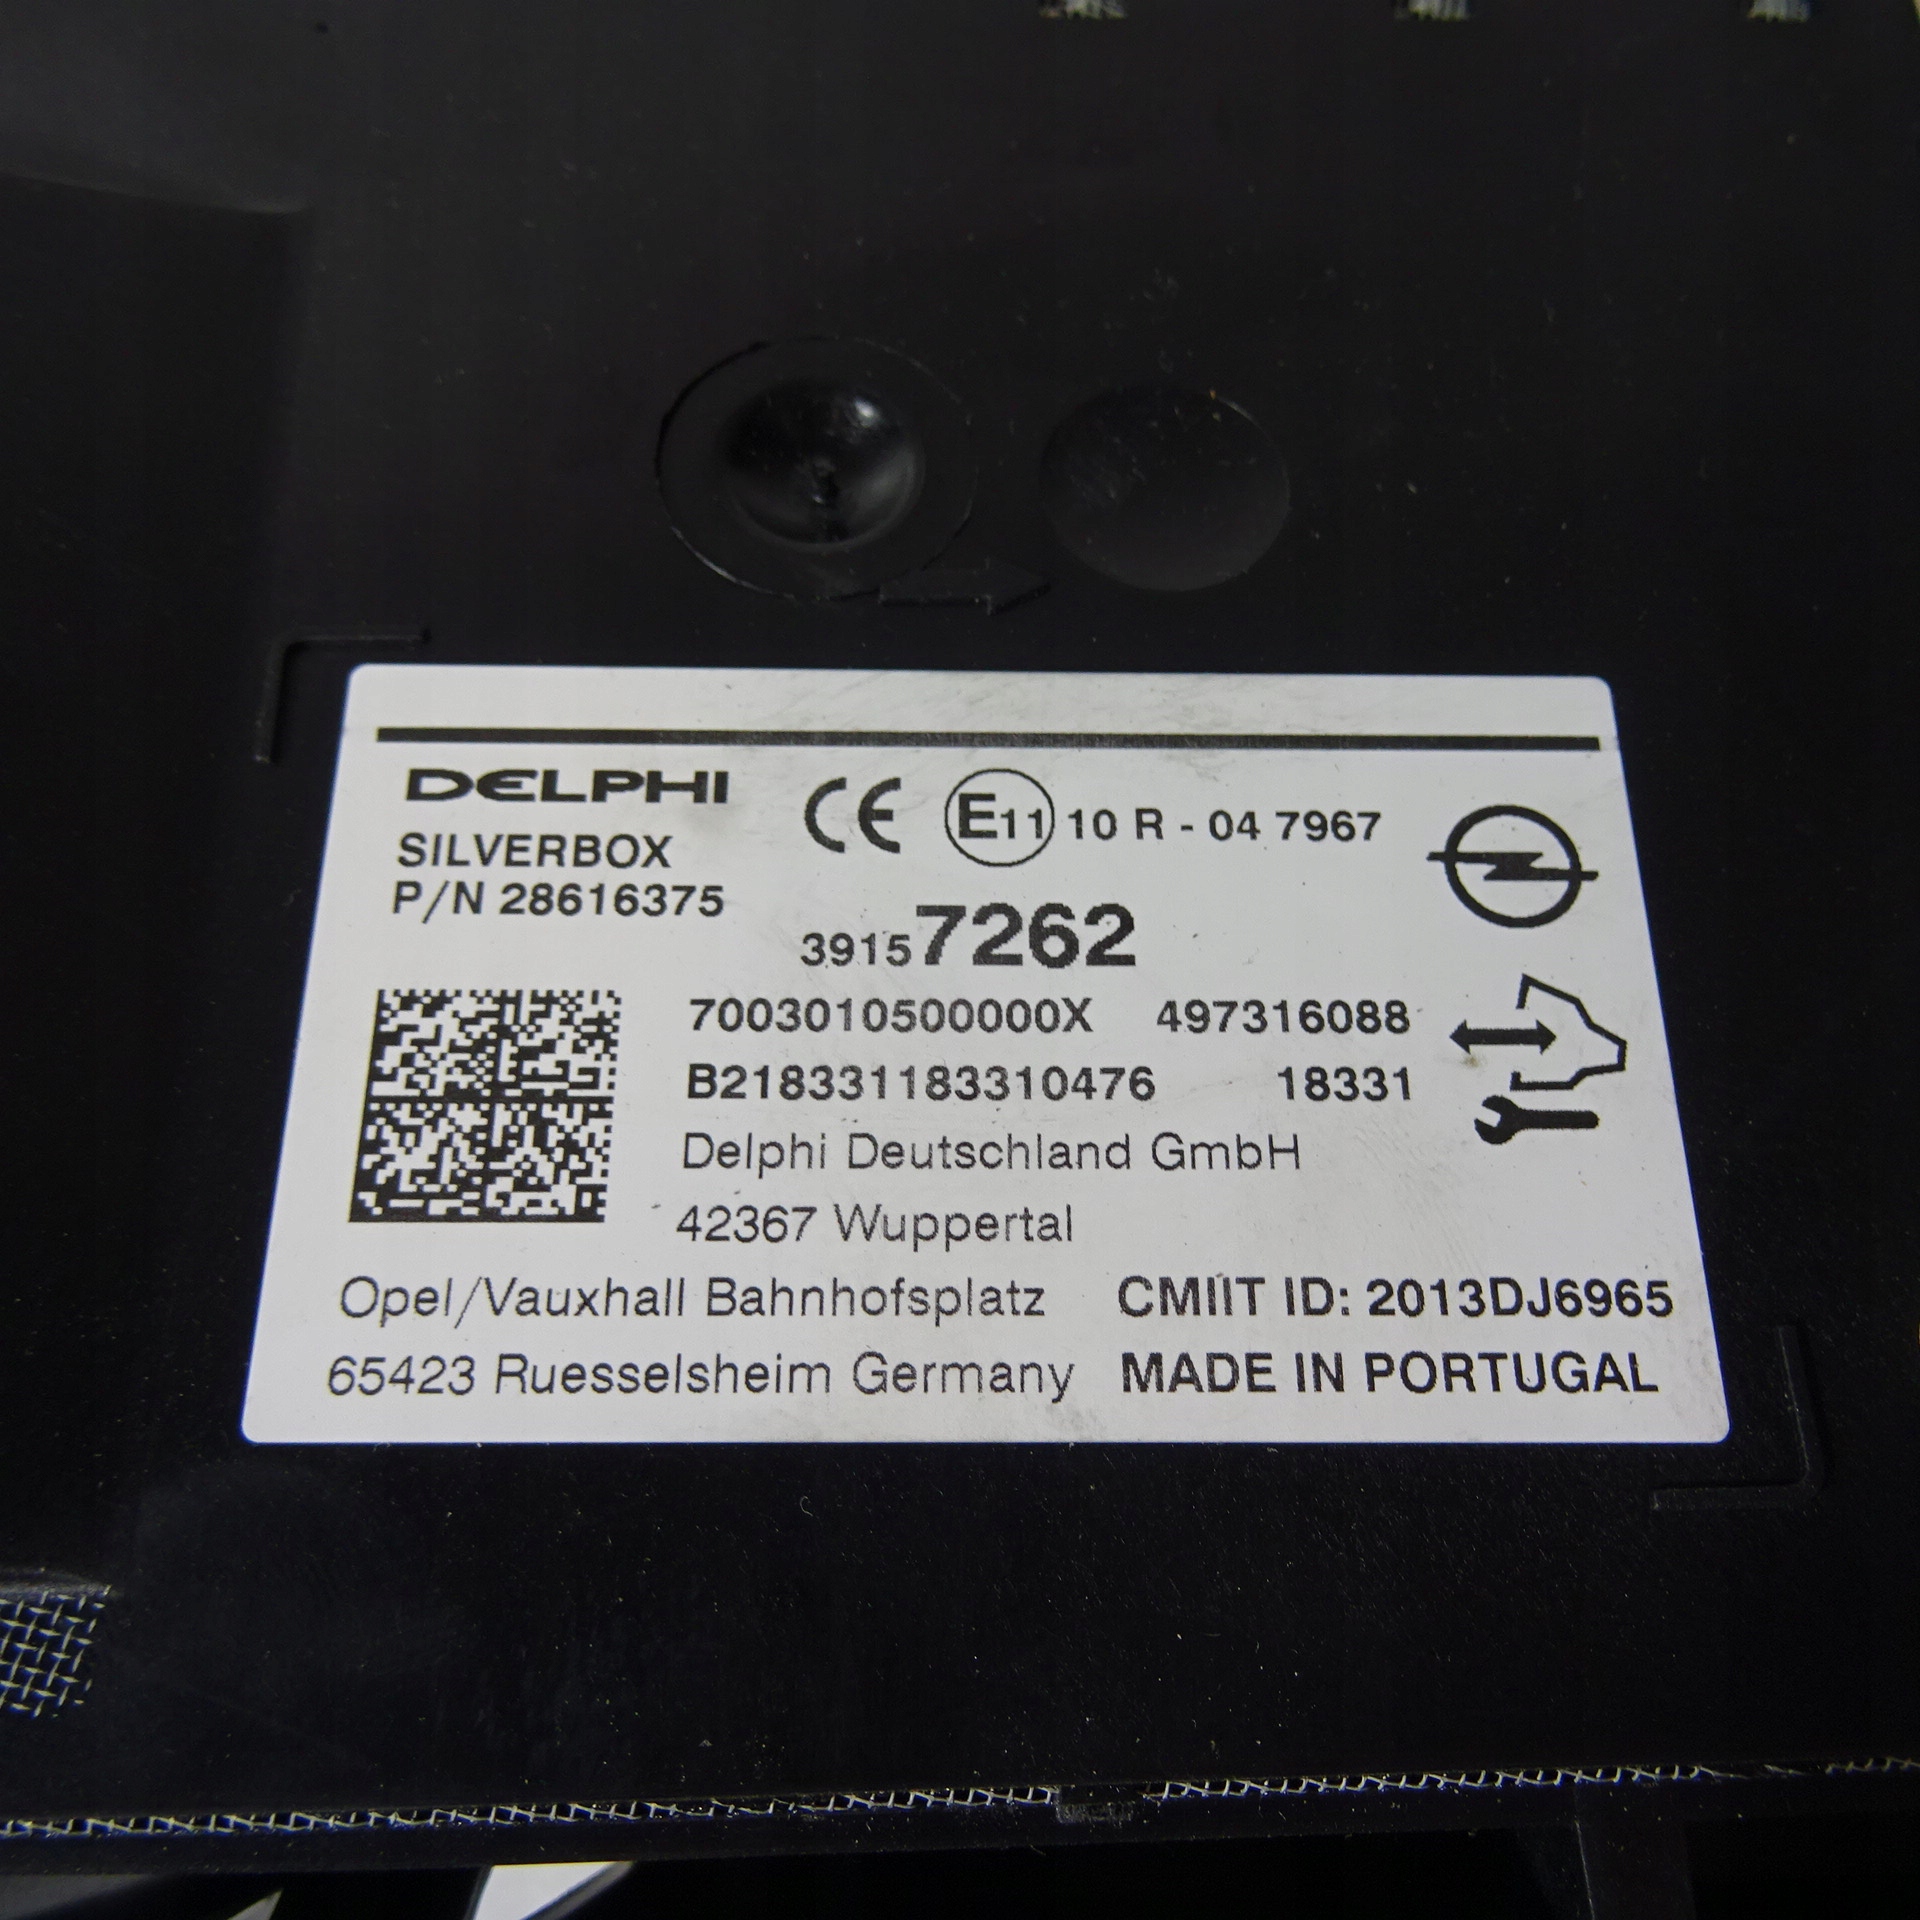 DELPHI
SILVERBOX
P/N 28616375
CE E11 10 R - 04 7967
39157262
7003010500000X 497316088
B218331183310476 18331
Delphi Deutschland GmbH
42367 Wuppertal
Opel/Vauxhall Bahnhofsplatz CMIIT ID: 2013DJ6965
65423 Ruesselsheim Germany MADE IN PORTUGAL